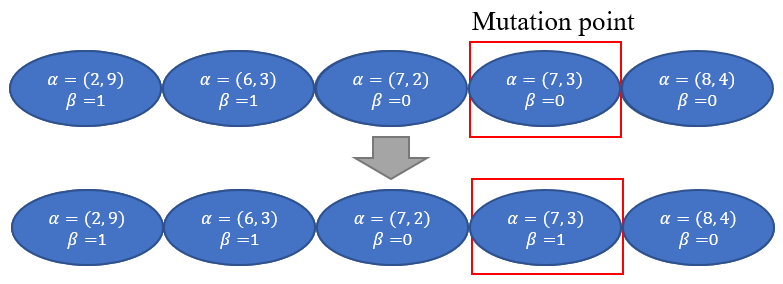 Mutation point
𝛼 = (2, 9) 𝛼 = (6, 3) 𝛼 = (7, 2) 𝛼 = (7, 3) 𝛼 = (8, 4)
𝛽 =1 𝛽 =1 𝛽 =0 𝛽 =0 𝛽 =0
𝛼 = (2, 9) 𝛼 = (6, 3) 𝛼 = (7, 2) 𝛼 = (7, 3) 𝛼 = (8, 4)
𝛽 =1 𝛽 =1 𝛽 =0 𝛽 =1 𝛽 =0